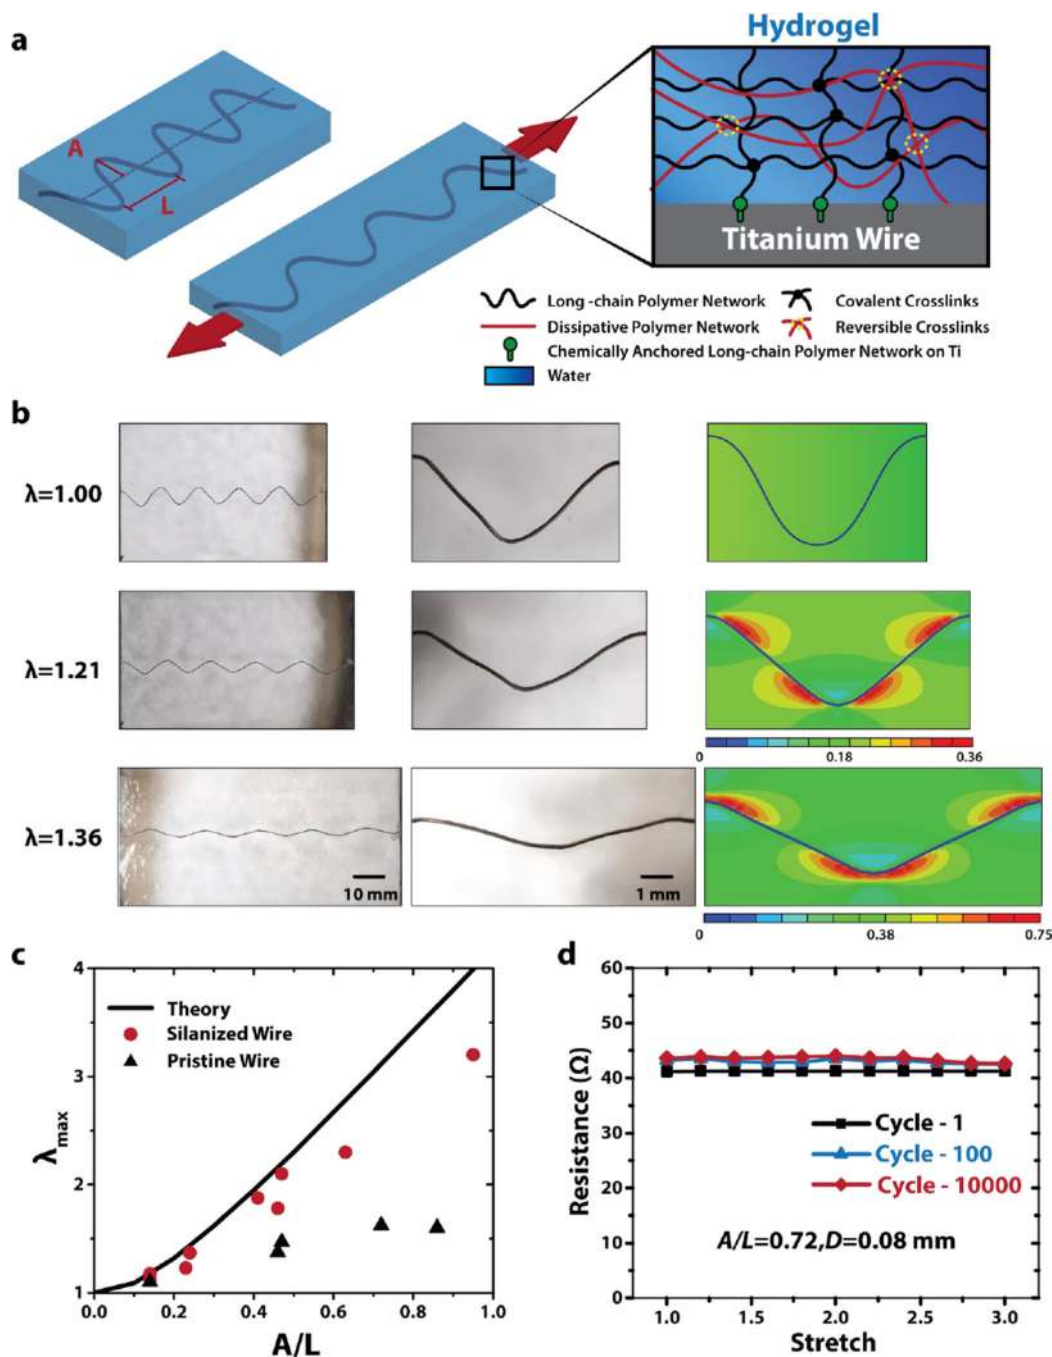 a
Hydrogel
A
L
Titanium Wire
Long -chain Polymer Network
Covalent Crosslinks
Dissipative Polymer Network
Reversible Crosslinks
Chemically Anchored Long-chain Polymer Network on Ti
Water
b
λ=1.00
λ=1.21
0 0.18 0.36
λ=1.36
10 mm
1 mm
0 0.38 0.75
c
4
3
2
1
λmax
Theory
Silanized Wire
Pristine Wire
0.0 0.2 0.4 0.6 0.8 1.0
A/L
d
60
50
40
30
20
10
0
Resistance (Ω)
Cycle - 1
Cycle - 100
Cycle - 10000
A/L=0.72,D=0.08 mm
1.0 1.5 2.0 2.5 3.0
Stretch